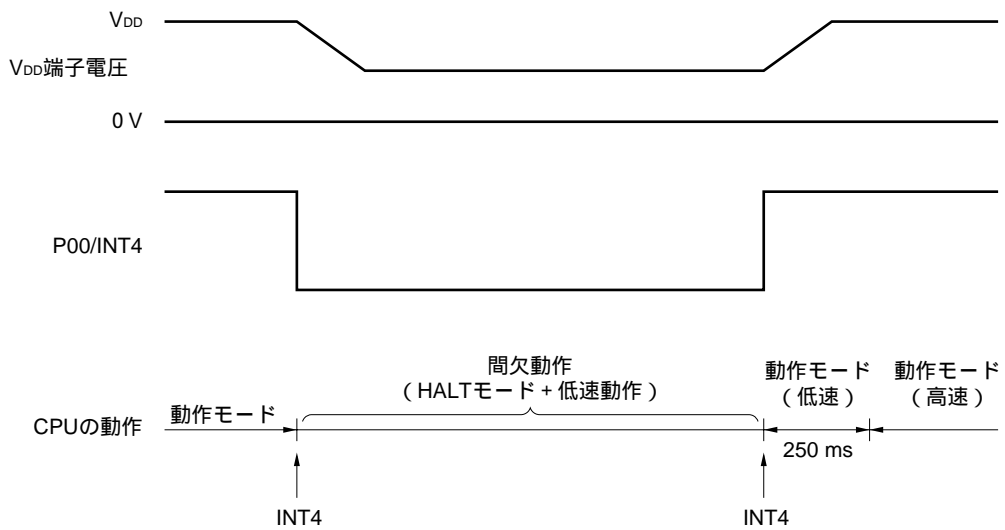 VDD
VDD端子電圧
0 V
P00/INT4
間欠動作
（HALTモード + 低速動作）
動作モード
（低速）
動作モード
（高速）
CPUの動作
動作モード
250 ms
INT4
INT4